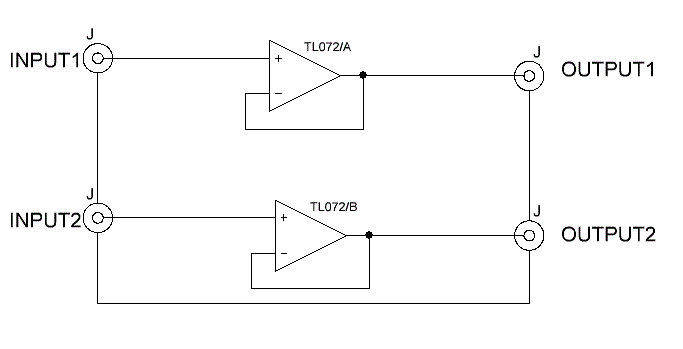 J
TL072/A
J
INPUT1
+
OUTPUT1
−
J
TL072/B
J
INPUT2
+
OUTPUT2
−